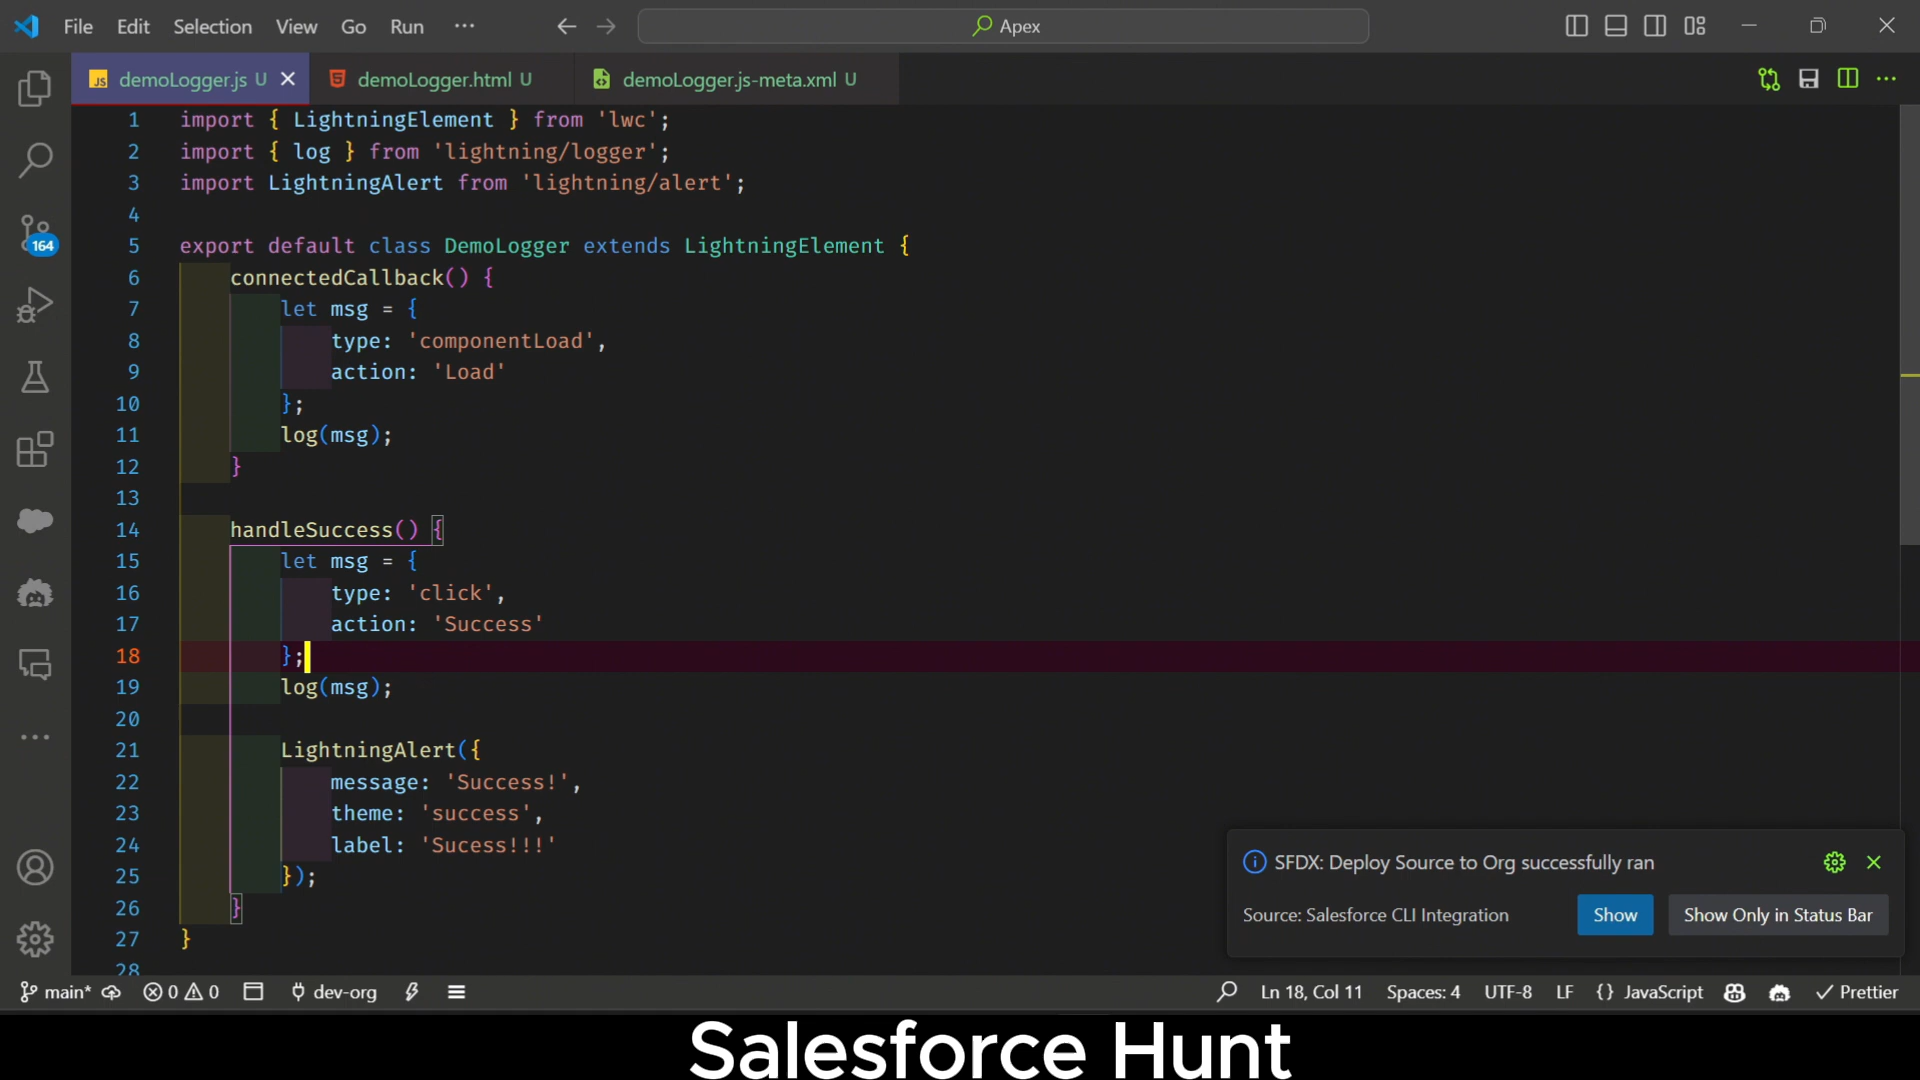 File Edit Selection View Go Run ··· Apex
demoLogger.js U demoLogger.html U demoLogger.js-meta.xml U
164
1 import { LightningElement } from 'lwc';
2 import { log } from 'lightning/logger';
3 import LightningAlert from 'lightning/alert';
4
5 export default class DemoLogger extends LightningElement {
6 connectedCallback() {
7 let msg = {
8 type: 'componentLoad',
9 action: 'Load'
10 };
11 log(msg);
12 }
13
14 handleSuccess() {
15 let msg = {
16 type: 'click',
17 action: 'Success'
18 };
19 log(msg);
20
21 LightningAlert({
22 message: 'Success!',
23 theme: 'success',
24 label: 'Sucess!!!'
25 });
26 }
27 }
28
SFDX: Deploy Source to Org successfully ran
Source: Salesforce CLI Integration Show Show Only in Status Bar
main* 0 0 dev-org Ln 18, Col 11 Spaces: 4 UTF-8 LF {} JavaScript Prettier
Salesforce Hunt